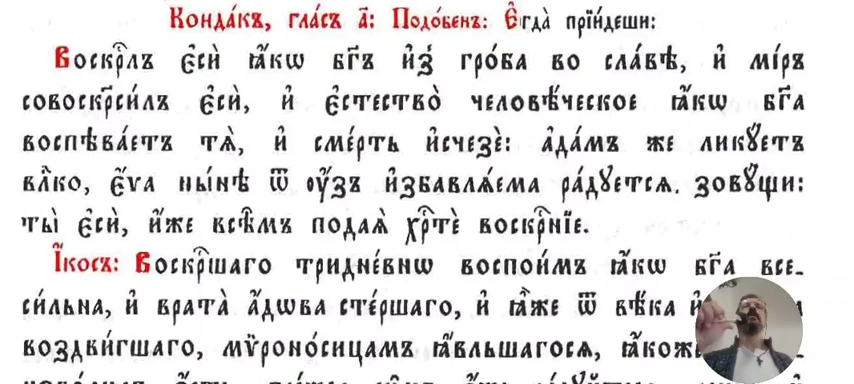 Конда́къ, гла́съ а҃: Подо́бенъ: Є҆гда̀ прїи́деши:
Воскр҇лъ є҆сѝ ꙗ҆́кѡ бг҃ъ и҆з̾ гро́ба во сла́вѣ, и҆ мі́ръ
совоскр҇си́лъ є҆сѝ, и҆ є҆стество̀ человѣ́ческое ꙗ҆́кѡ бг҃а
воспѣва́етъ тѧ̀, и҆ сме́рть и҆счезѐ: а҆да́мъ же лику́етъ
влⷣко, є҆́ѵа ны́нѣ ѿ ᲂу҆́зъ и҆збавлѧ́ема ра́дꙋетсѧ. зовꙋ́щи:
ты̀ є҆сѝ, и҆́же всѣ̑мъ подаѧ̀ хрⷭ҇тѐ воскрⷭ҇нїе.
І҆́косъ: Воскрⷭ҇шаго тридне́внѡ воспои́мъ ꙗ҆́кѡ бг҃а все-
си́льна, и҆ врата̀ а҆́дѡва сте́ршаго, и҆ ꙗ҆̀же ѿ вѣ́ка
воздви́гшаго, мѷроно́сицамъ ꙗ҆́вльшагосѧ,